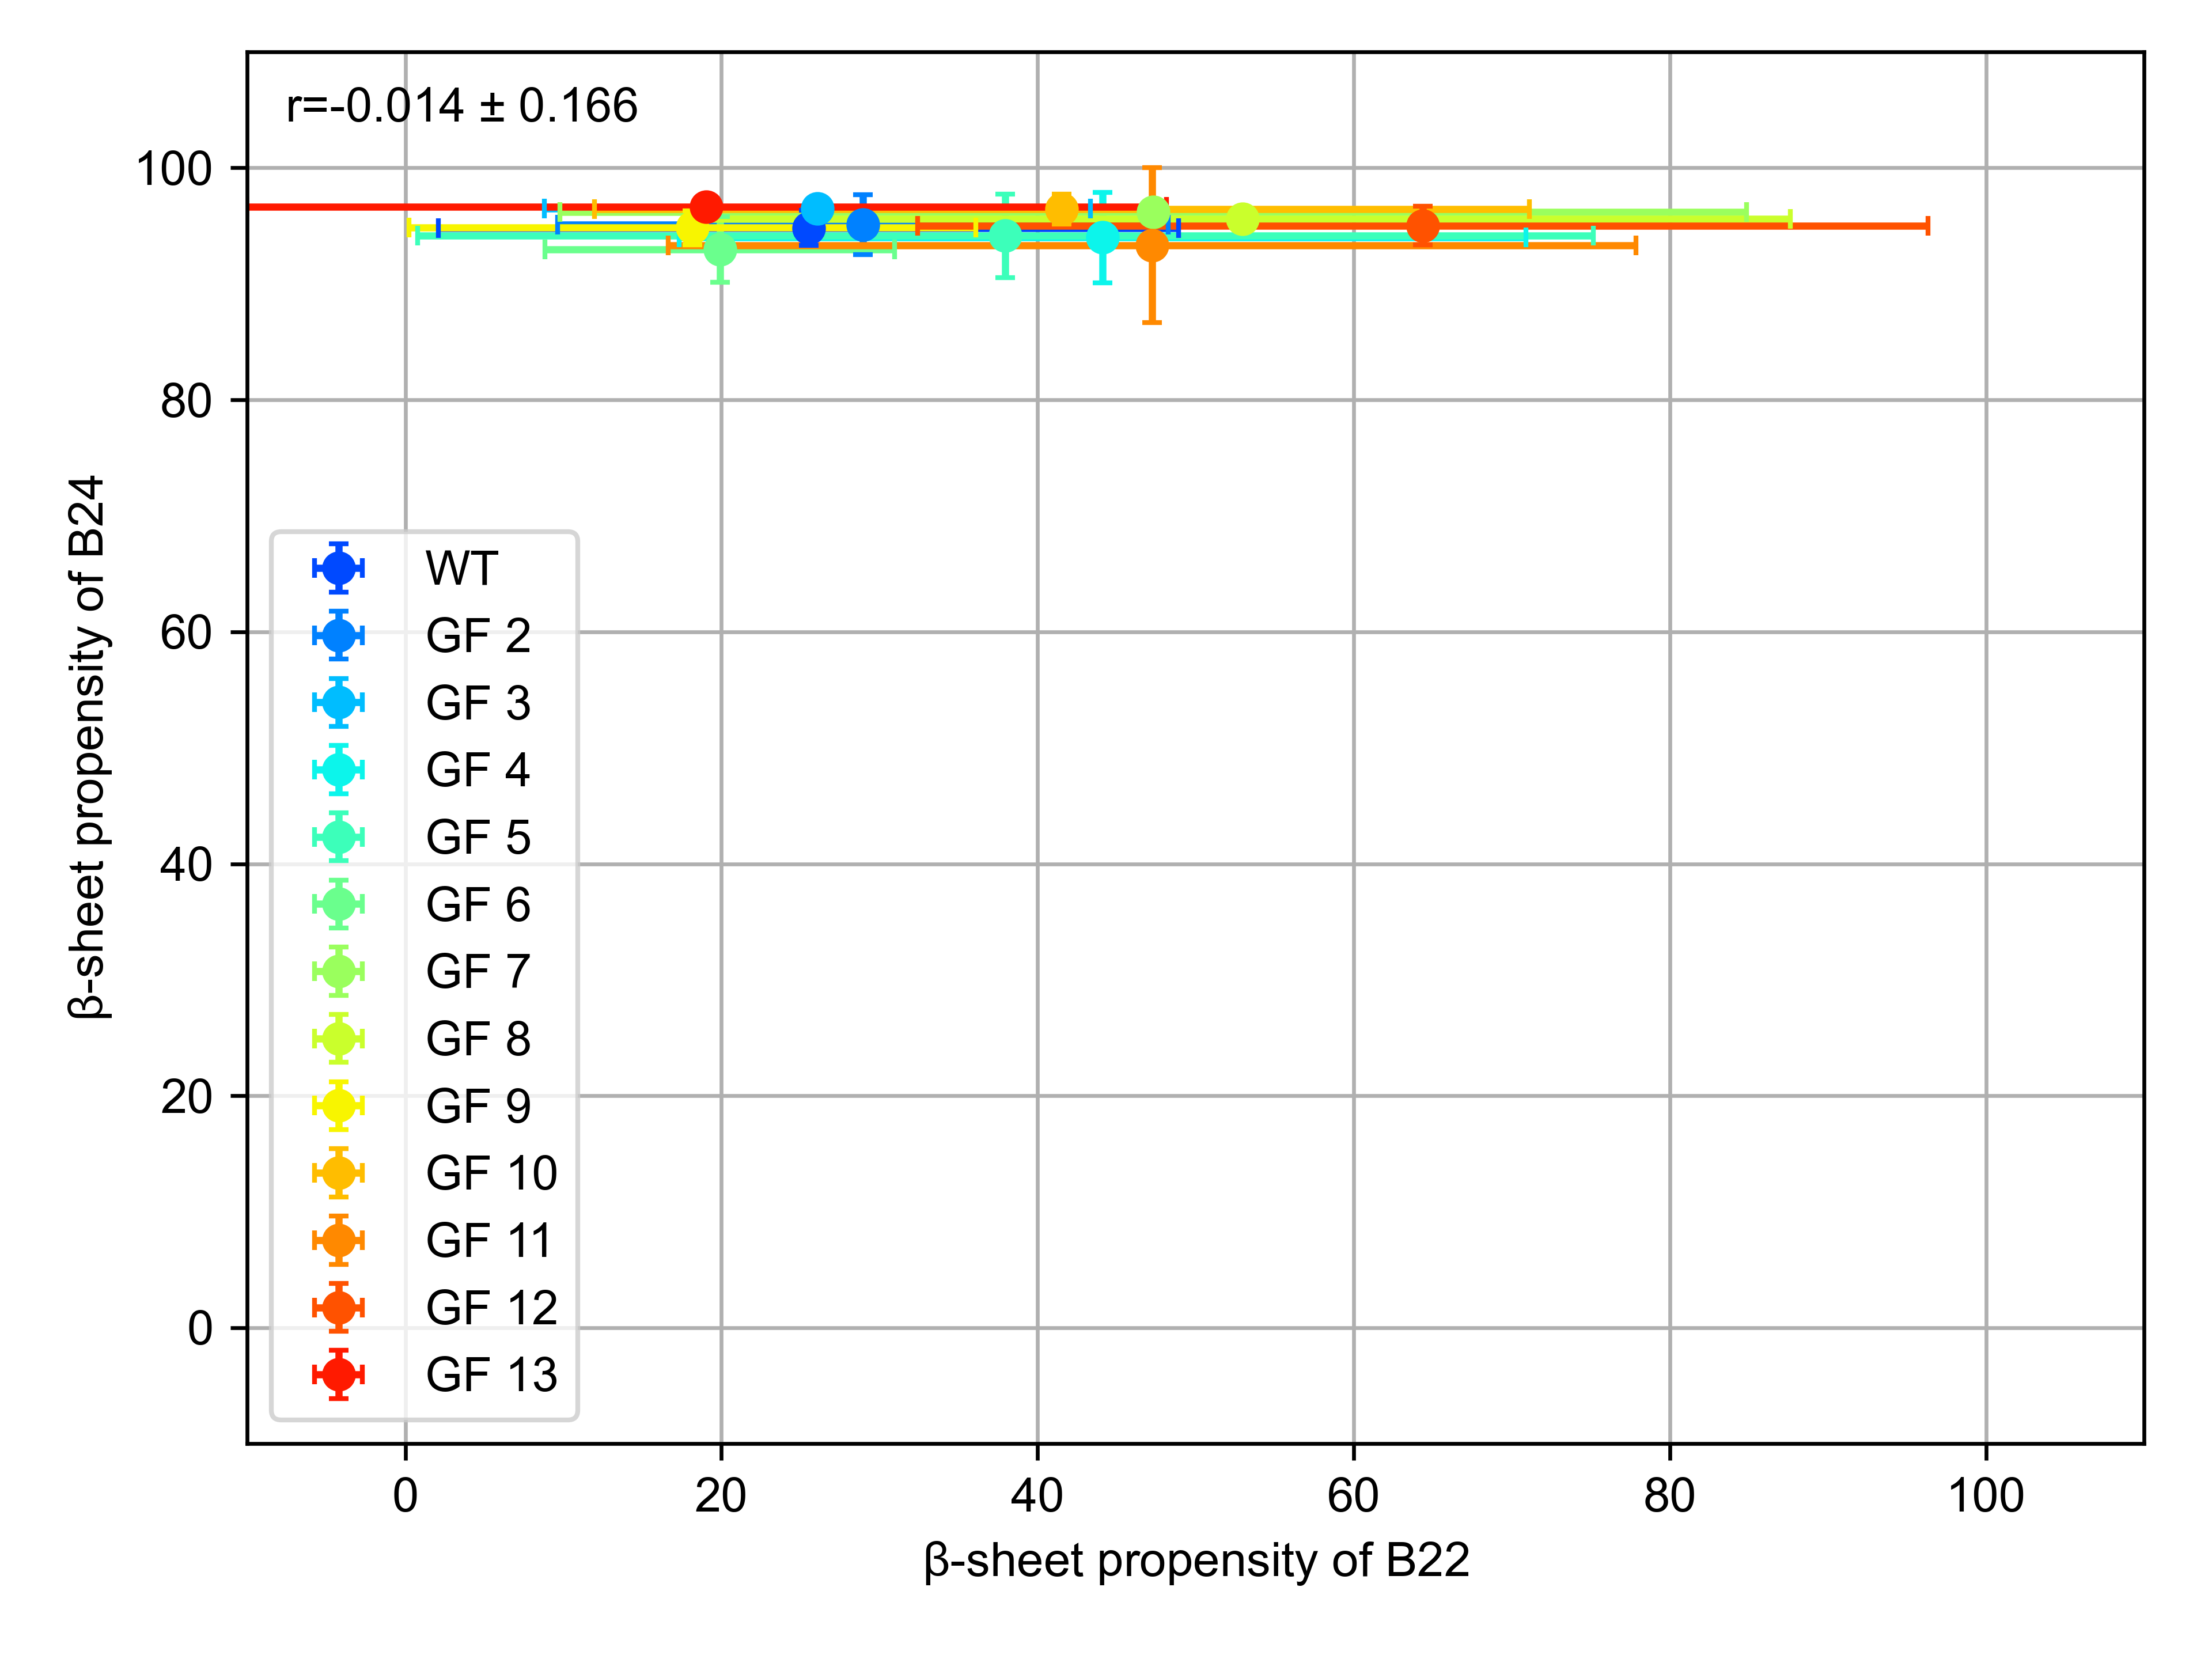 r=-0.014 ± 0.166
100
80
60
40
20
0
β-sheet propensity of B24
WT
GF 2
GF 3
GF 4
GF 5
GF 6
GF 7
GF 8
GF 9
GF 10
GF 11
GF 12
GF 13
0 20 40 60 80 100
β-sheet propensity of B22